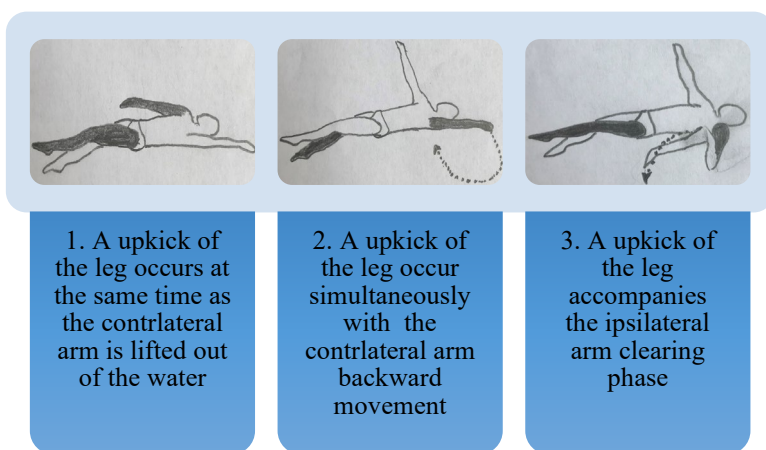 1. A upkick of
the leg occurs at
the same time as
the contrlateral
arm is lifted out
of the water
2. A upkick of
the leg occur
simultaneously
with the
contrlateral arm
backward
movement
3. A upkick of
the leg
accompanies
the ipsilateral
arm clearing
phase